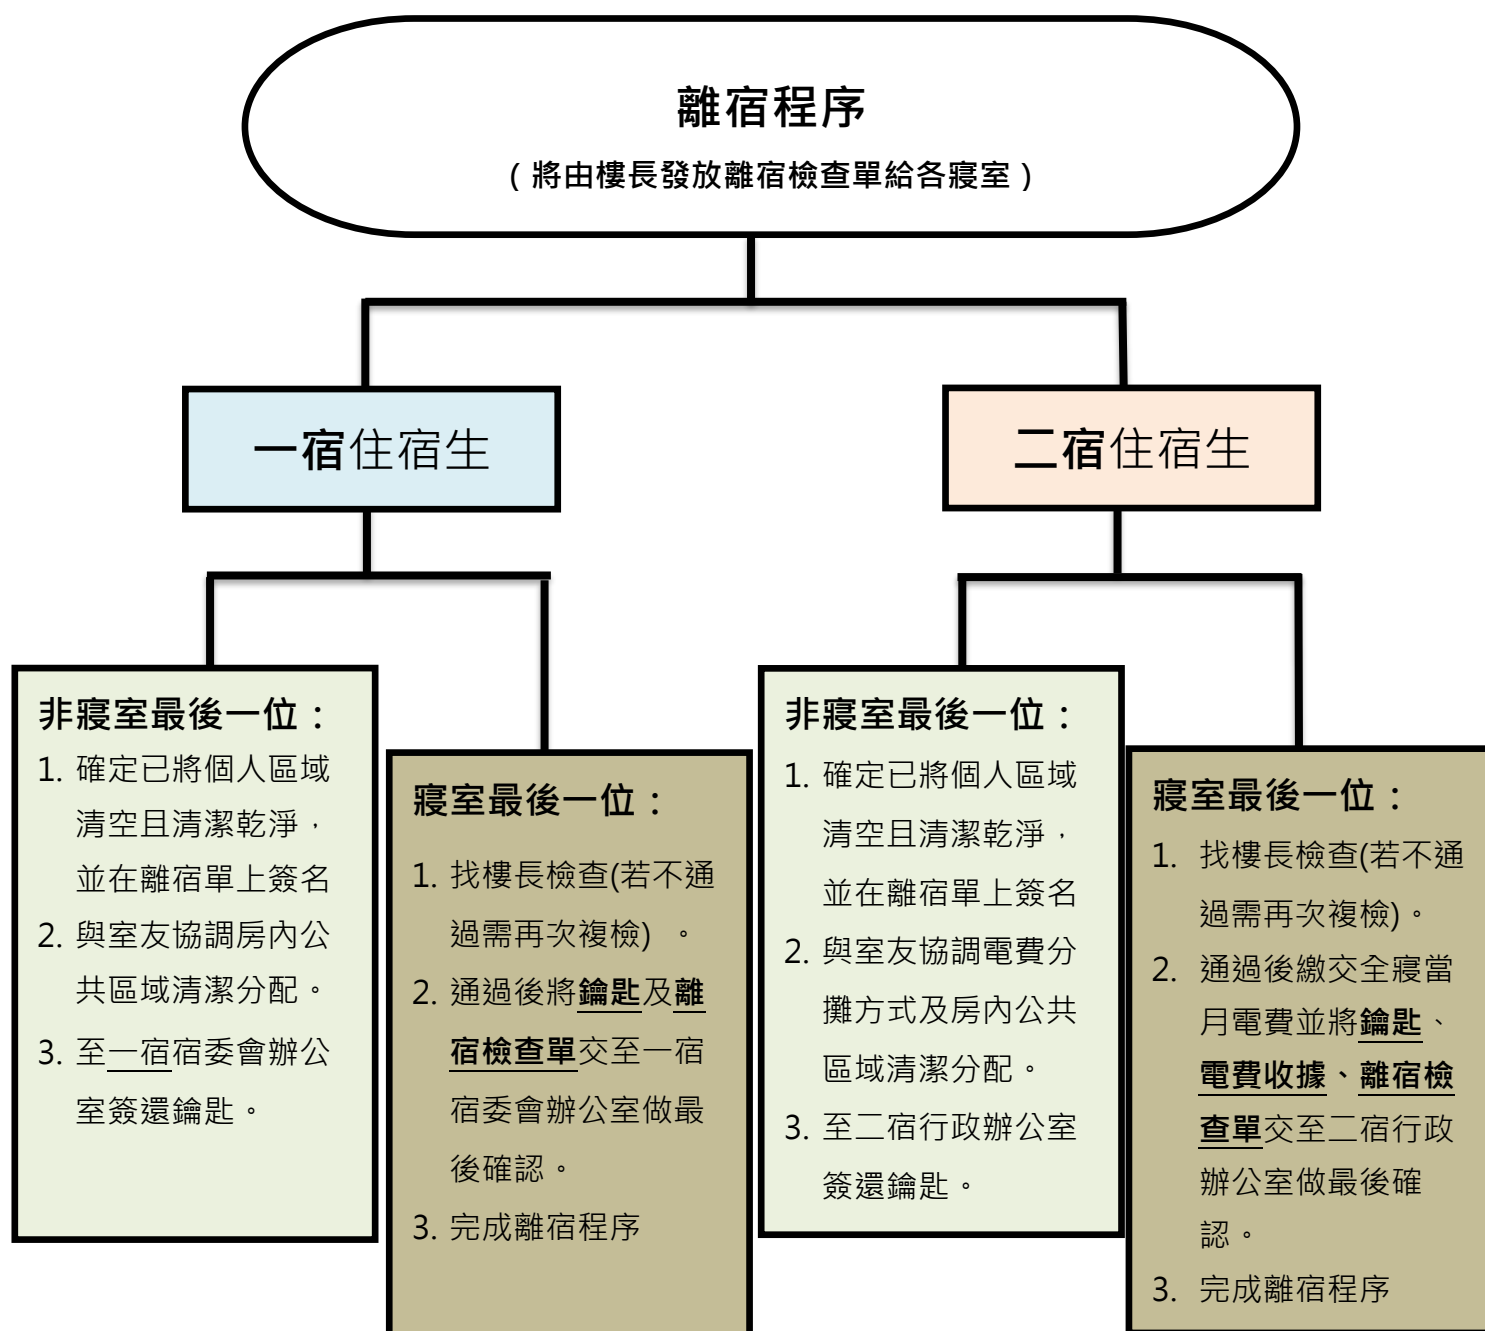 離宿程序
（將由樓長發放離宿檢查單給各寢室）
一宿住宿生
二宿住宿生
非寢室最後一位：
1. 確定已將個人區域
清空且清潔乾淨，
並在離宿單上簽名
2. 與室友協調房內公
共區域清潔分配。
3. 至一宿宿委會辦公
室簽還鑰匙。
寢室最後一位：
1. 找樓長檢查(若不通
過需再次複檢) 。
2. 通過後將鑰匙及離
宿檢查單交至一宿
宿委會辦公室做最
後確認。
3. 完成離宿程序
非寢室最後一位：
1. 確定已將個人區域
清空且清潔乾淨，
並在離宿單上簽名
2. 與室友協調電費分
攤方式及房內公共
區域清潔分配。
3. 至二宿行政辦公室
簽還鑰匙。
寢室最後一位：
1. 找樓長檢查(若不通
過需再次複檢)。
2. 通過後繳交全寢當
月電費並將鑰匙、
電費收據、離宿檢
查單交至二宿行政
辦公室做最後確
認。
3. 完成離宿程序